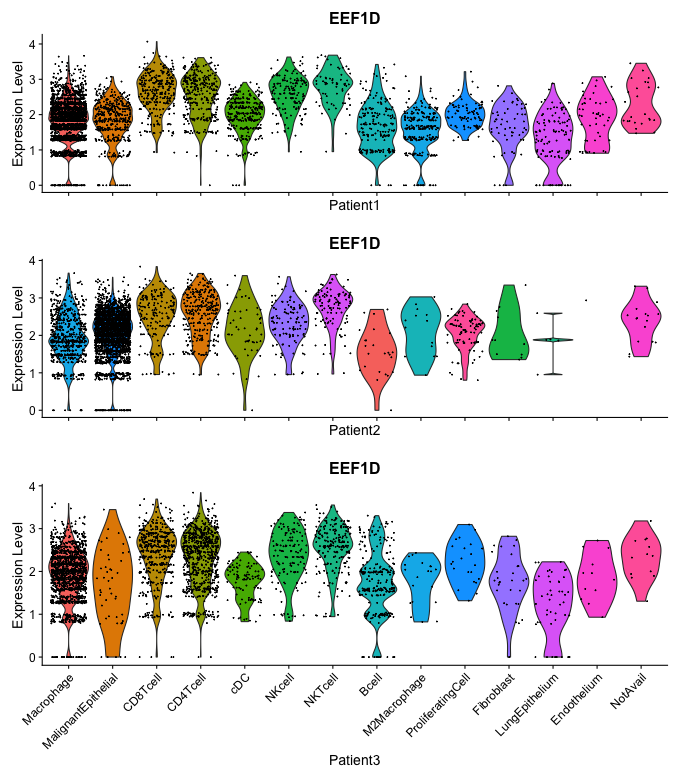 EEF1D
Expression Level
4
3
2
1
0
Patient1
EEF1D
Expression Level
4
3
2
1
0
Patient2
EEF1D
Expression Level
4
3
2
1
0
Macrophage
MalignantEpithelial
CD8Tcell
CD4Tcell
cDC
NKcell
NKTcell
Bcell
M2Macrophage
ProliferatingCell
Fibroblast
LungEpithelium
Endothelium
NotAvail
Patient3